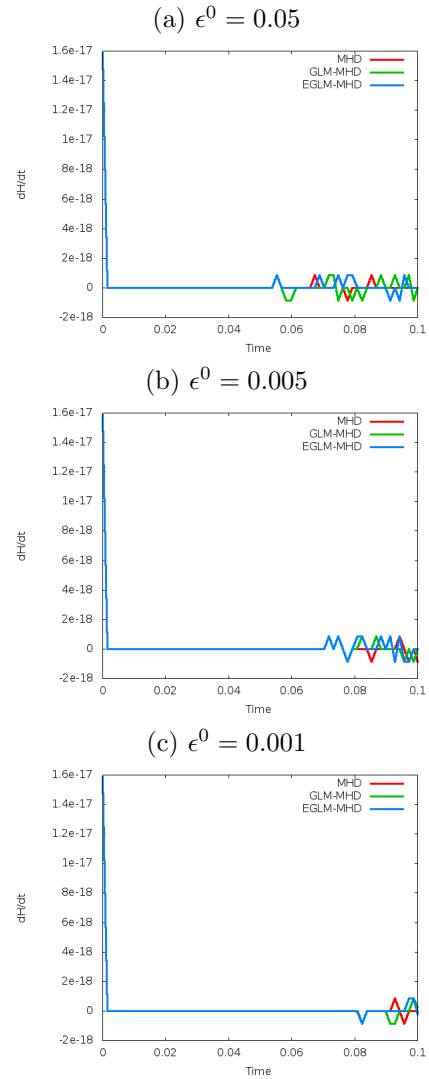 (a) ϵ⁰ = 0.05
1.6e-17
MHD
GLM-MHD
EGLM-MHD
1.4e-17
1.2e-17
1e-17
8e-18
6e-18
4e-18
2e-18
0
-2e-18
dH/dt
0 0.02 0.04 0.06 0.08 0.1
Time
(b) ϵ⁰ = 0.005
1.6e-17
MHD
GLM-MHD
EGLM-MHD
1.4e-17
1.2e-17
1e-17
8e-18
6e-18
4e-18
2e-18
0
-2e-18
dH/dt
0 0.02 0.04 0.06 0.08 0.1
Time
(c) ϵ⁰ = 0.001
1.6e-17
MHD
GLM-MHD
EGLM-MHD
1.4e-17
1.2e-17
1e-17
8e-18
6e-18
4e-18
2e-18
0
-2e-18
dH/dt
0 0.02 0.04 0.06 0.08 0.1
Time